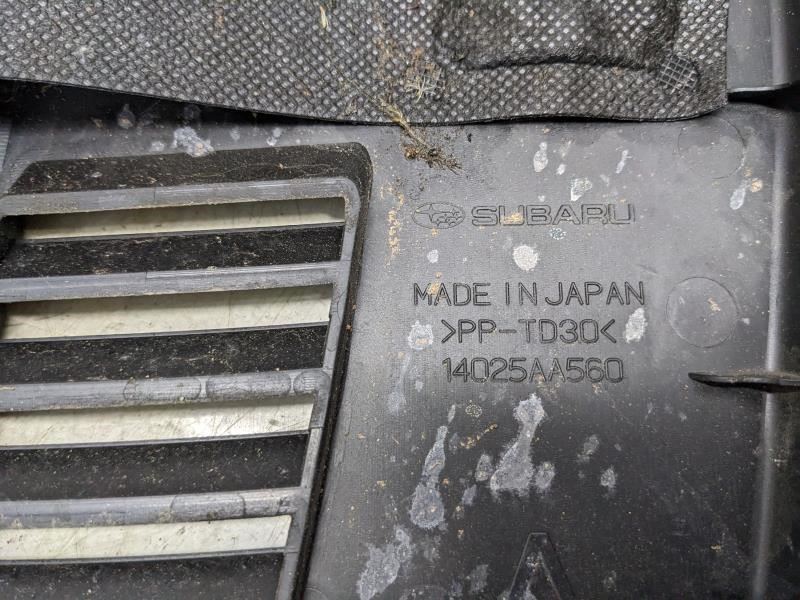 SUBARU
MADE IN JAPAN
>PP-TD30<
14025AA560